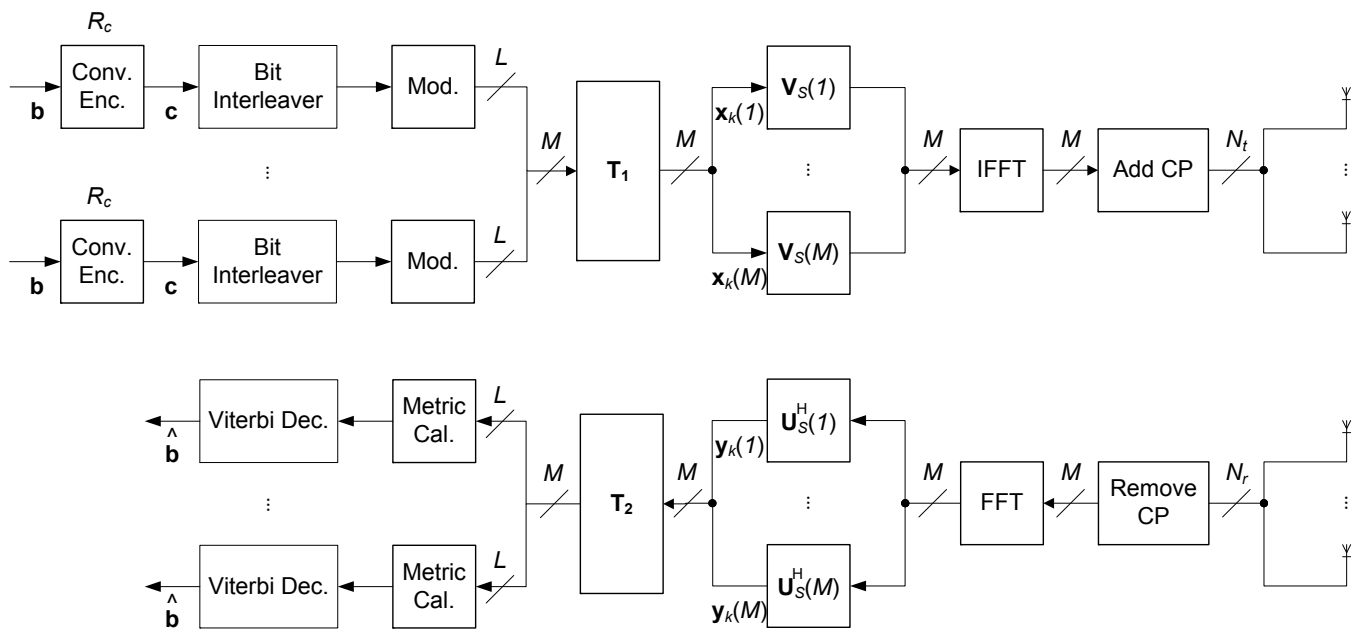 R_c
Conv. Enc.
Bit Interleaver
Mod.
L
b
c
M
T_1
M
x_k(1)
V_S(1)
⋮
x_k(M)
V_S(M)
M
IFFT
M
Add CP
N_t
⋮
⋮
R_c
Conv. Enc.
Bit Interleaver
Mod.
L
b
c
Viterbi Dec.
Metric Cal.
L
b̂
⋮
M
T_2
M
y_k(1)
U_S^H(1)
⋮
y_k(M)
U_S^H(M)
M
FFT
M
Remove CP
N_r
⋮
Viterbi Dec.
Metric Cal.
L
b̂